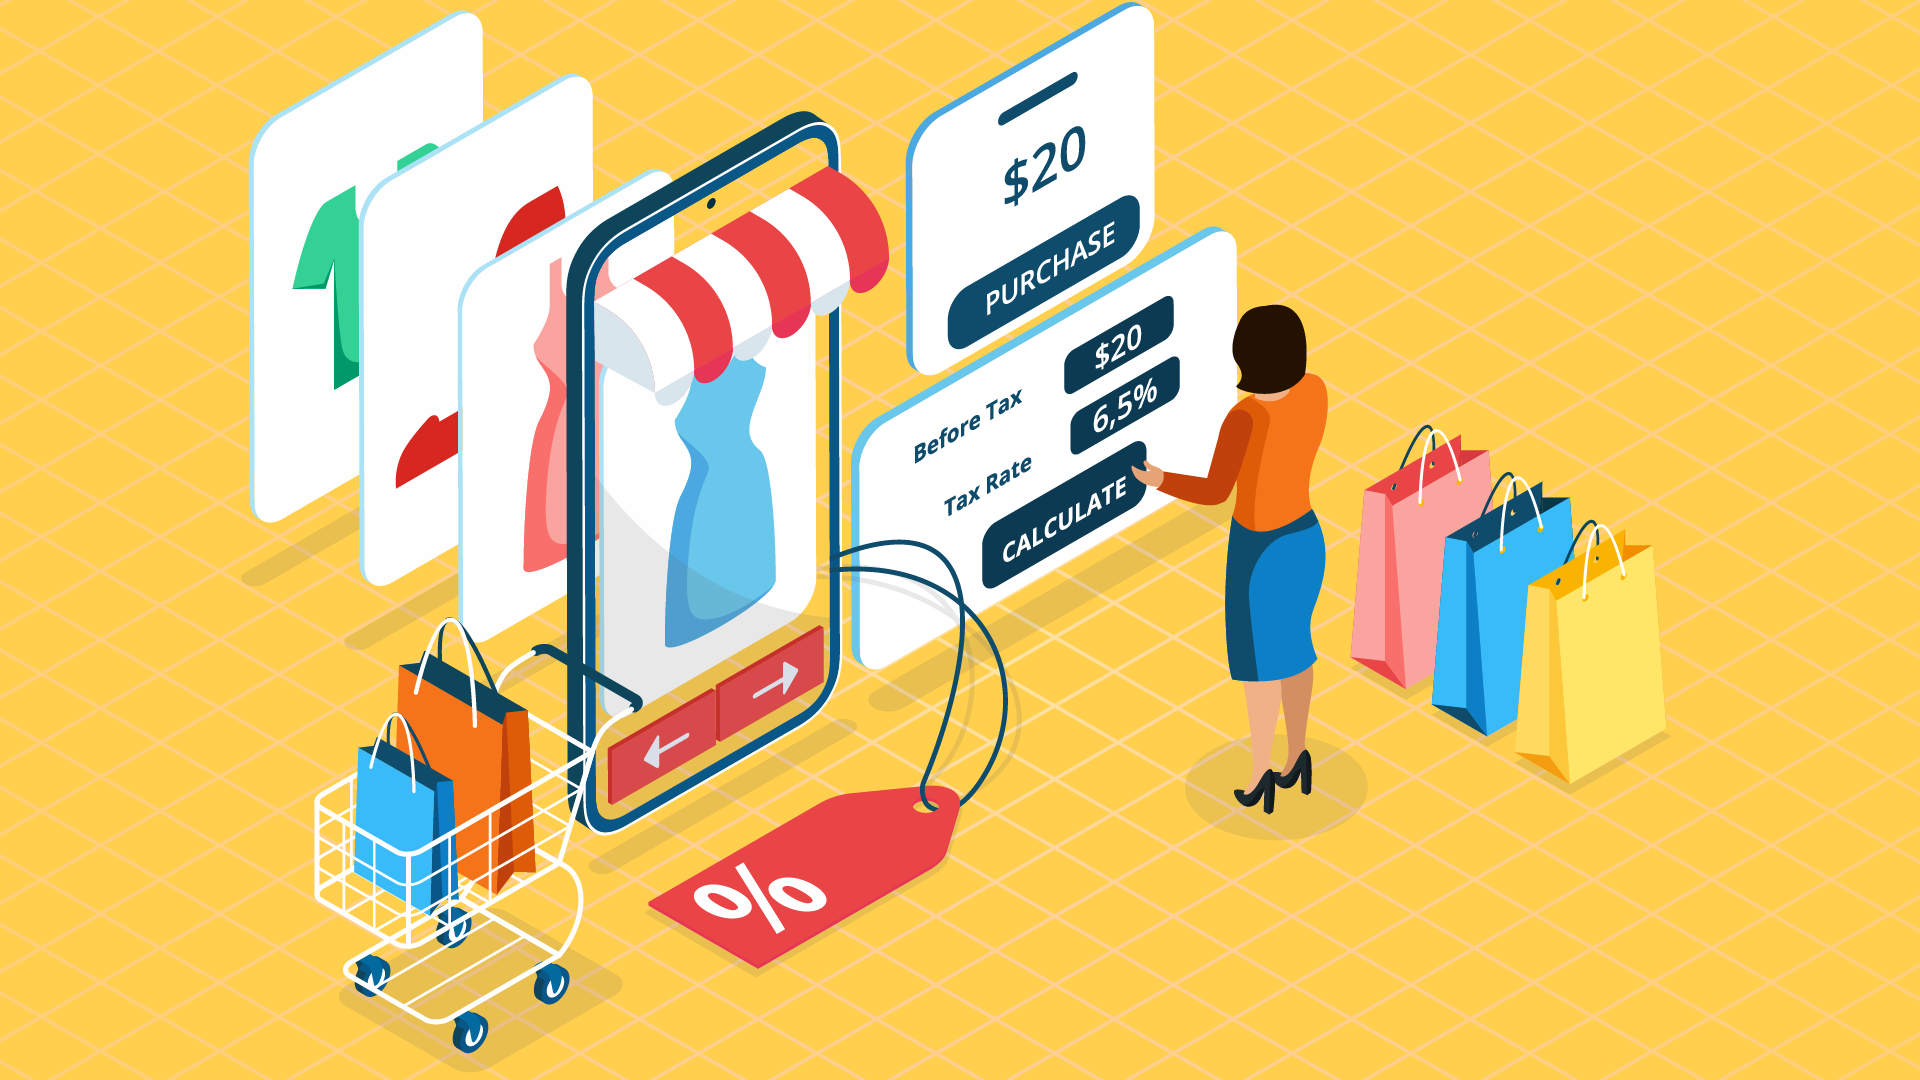 $20
PURCHASE
Before Tax $20
Tax Rate 6,5%
CALCULATE
%